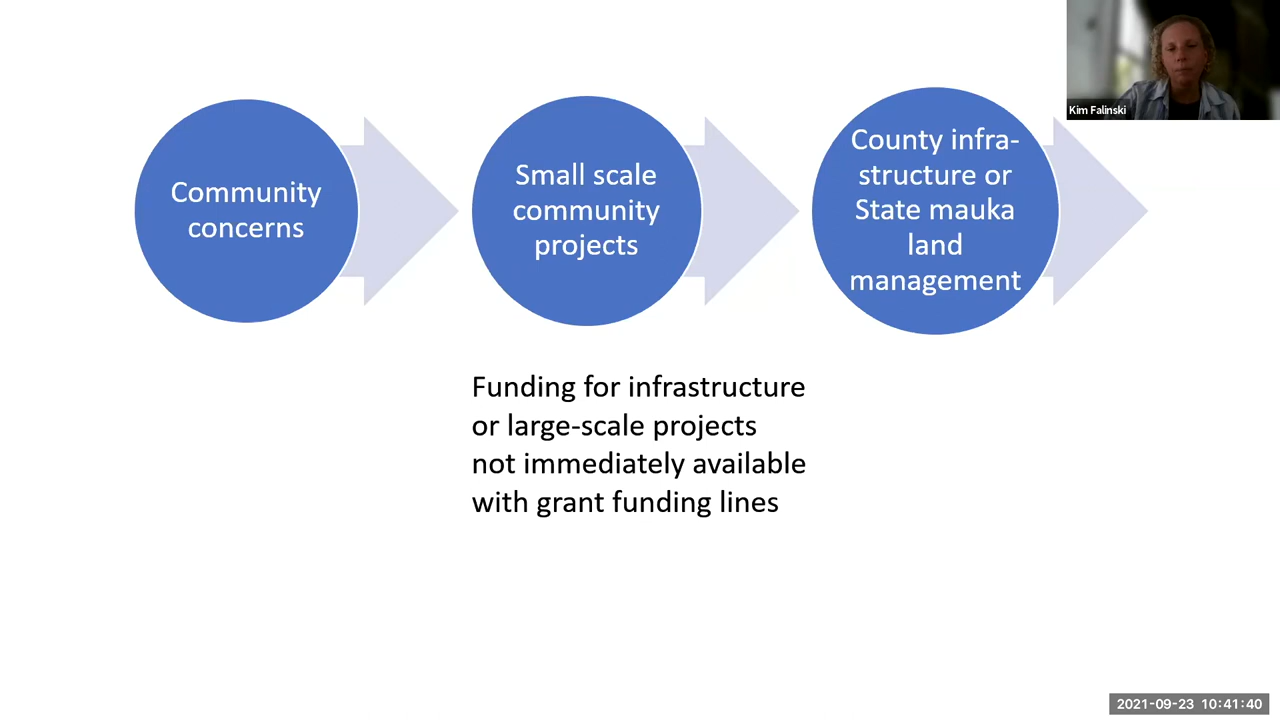 Kim Falinski
Community
concerns
Small scale
community
projects
County infra-
structure or
State mauka
land
management
Funding for infrastructure
or large-scale projects
not immediately available
with grant funding lines
2021-09-23 10:41:40